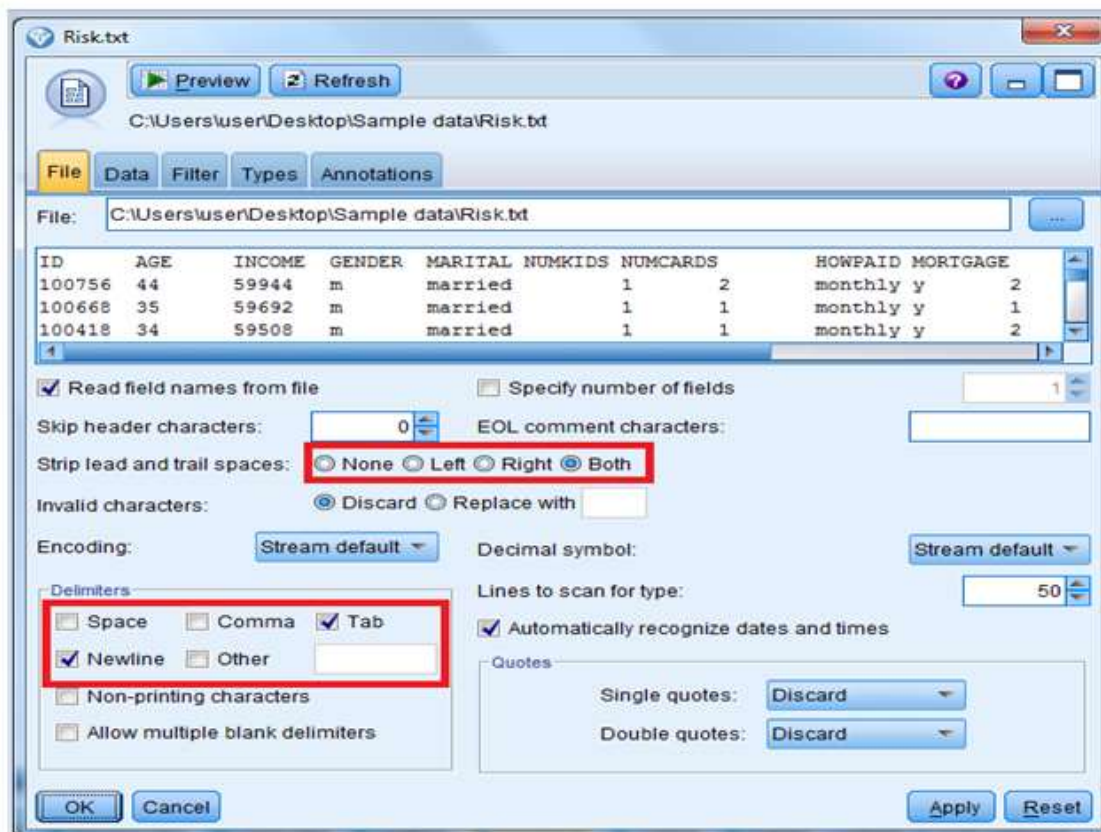 Risk.txt
Preview Refresh
C:\Users\user\Desktop\Sample data\Risk.txt
File Data Filter Types Annotations
File: C:\Users\user\Desktop\Sample data\Risk.txt ...
ID AGE INCOME GENDER MARITAL NUMKIDS NUMCARDS HOWPAID MORTGAGE
100756 44 59944 m married 1 2 monthly y 2
100668 35 59692 m married 1 1 monthly y 1
100418 34 59508 m married 1 1 monthly y 2
Read field names from file Specify number of fields 1
Skip header characters: 0 EOL comment characters:
Strip lead and trail spaces: None Left Right Both
Invalid characters: Discard Replace with
Encoding: Stream default Decimal symbol: Stream default
Delimiters Lines to scan for type: 50
Space Comma Tab Automatically recognize dates and times
Newline Other Quotes
Non-printing characters Single quotes: Discard
Allow multiple blank delimiters Double quotes: Discard
OK Cancel Apply Reset